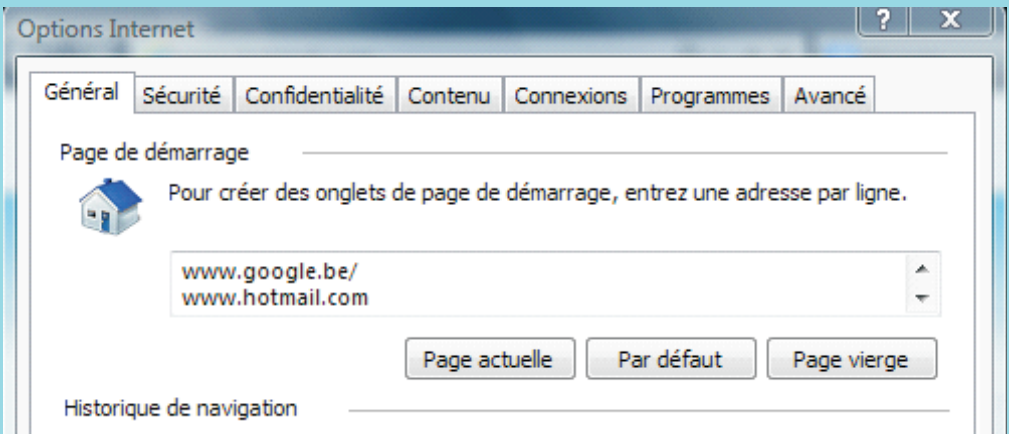 Options Internet
?
X
Général Sécurité Confidentialité Contenu Connexions Programmes Avancé
Page de démarrage
Pour créer des onglets de page de démarrage, entrez une adresse par ligne.
www.google.be/
www.hotmail.com
Page actuelle Par défaut Page vierge
Historique de navigation